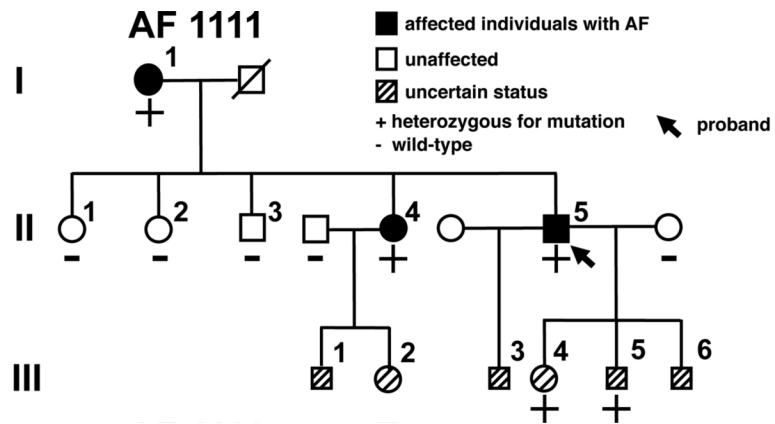 AF 1111
affected individuals with AF
unaffected
uncertain status
+ heterozygous for mutation
proband
- wild-type
I
1
+
II
1
2
3
4
5
-
-
-
-
+
+
-
III
1
2
3
4
5
6
+
+